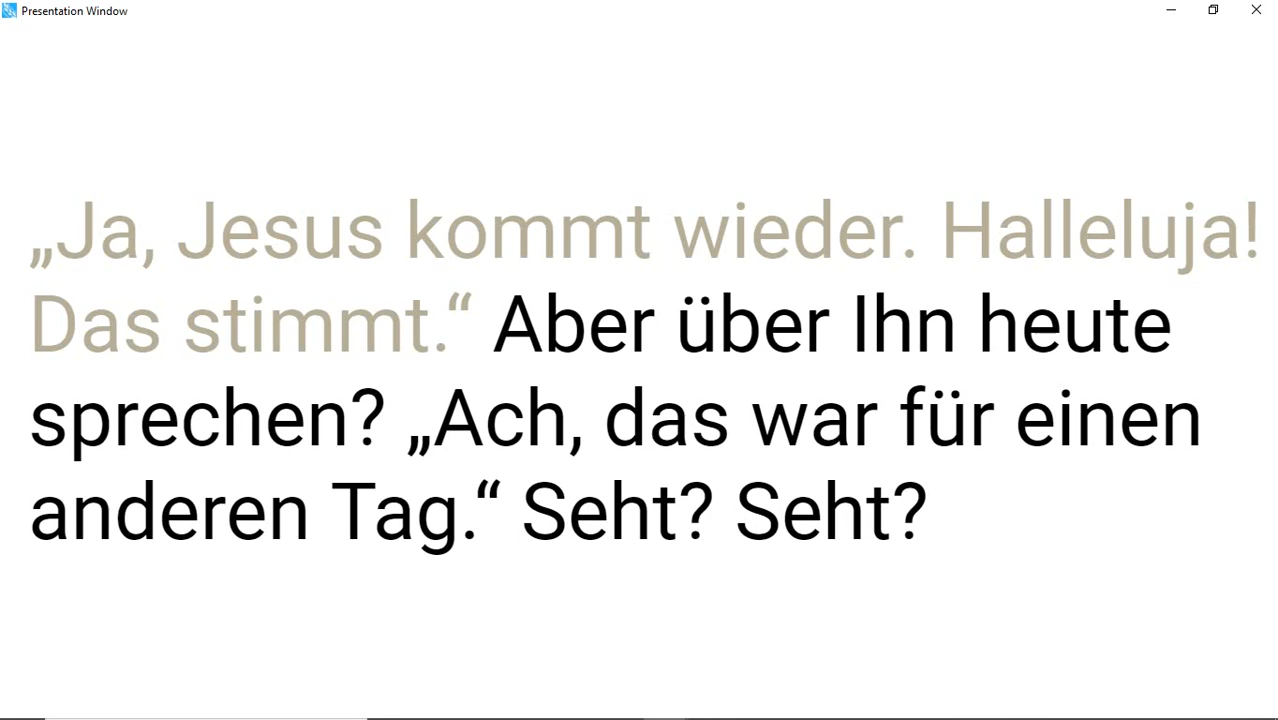 Presentation Window
„Ja, Jesus kommt wieder. Halleluja!
Das stimmt.“ Aber über Ihn heute
sprechen? „Ach, das war für einen
anderen Tag.“ Seht? Seht?